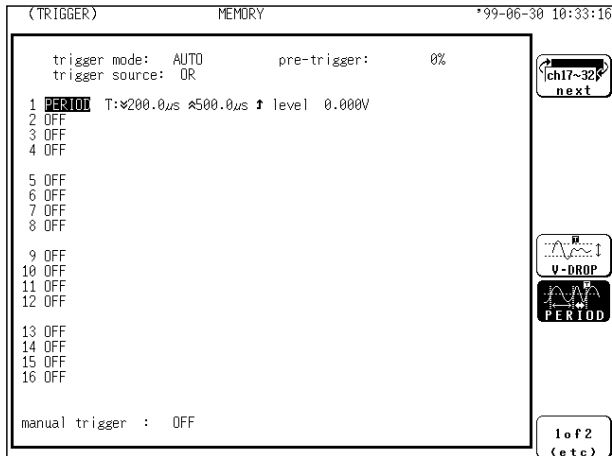 (TRIGGER) MEMORY '99-06-30 10:33:16
trigger mode: AUTO pre-trigger: 0%
trigger source: OR
ch17~32
next
1 PERIOD T:⯯200.0µs ⯭500.0µs ↥ level 0.000V
2 OFF
3 OFF
4 OFF
5 OFF
6 OFF
7 OFF
8 OFF
9 OFF
10 OFF
11 OFF
12 OFF
13 OFF
14 OFF
15 OFF
16 OFF
T
V-DROP
T
PERIOD
manual trigger : OFF
1of2
(etc)